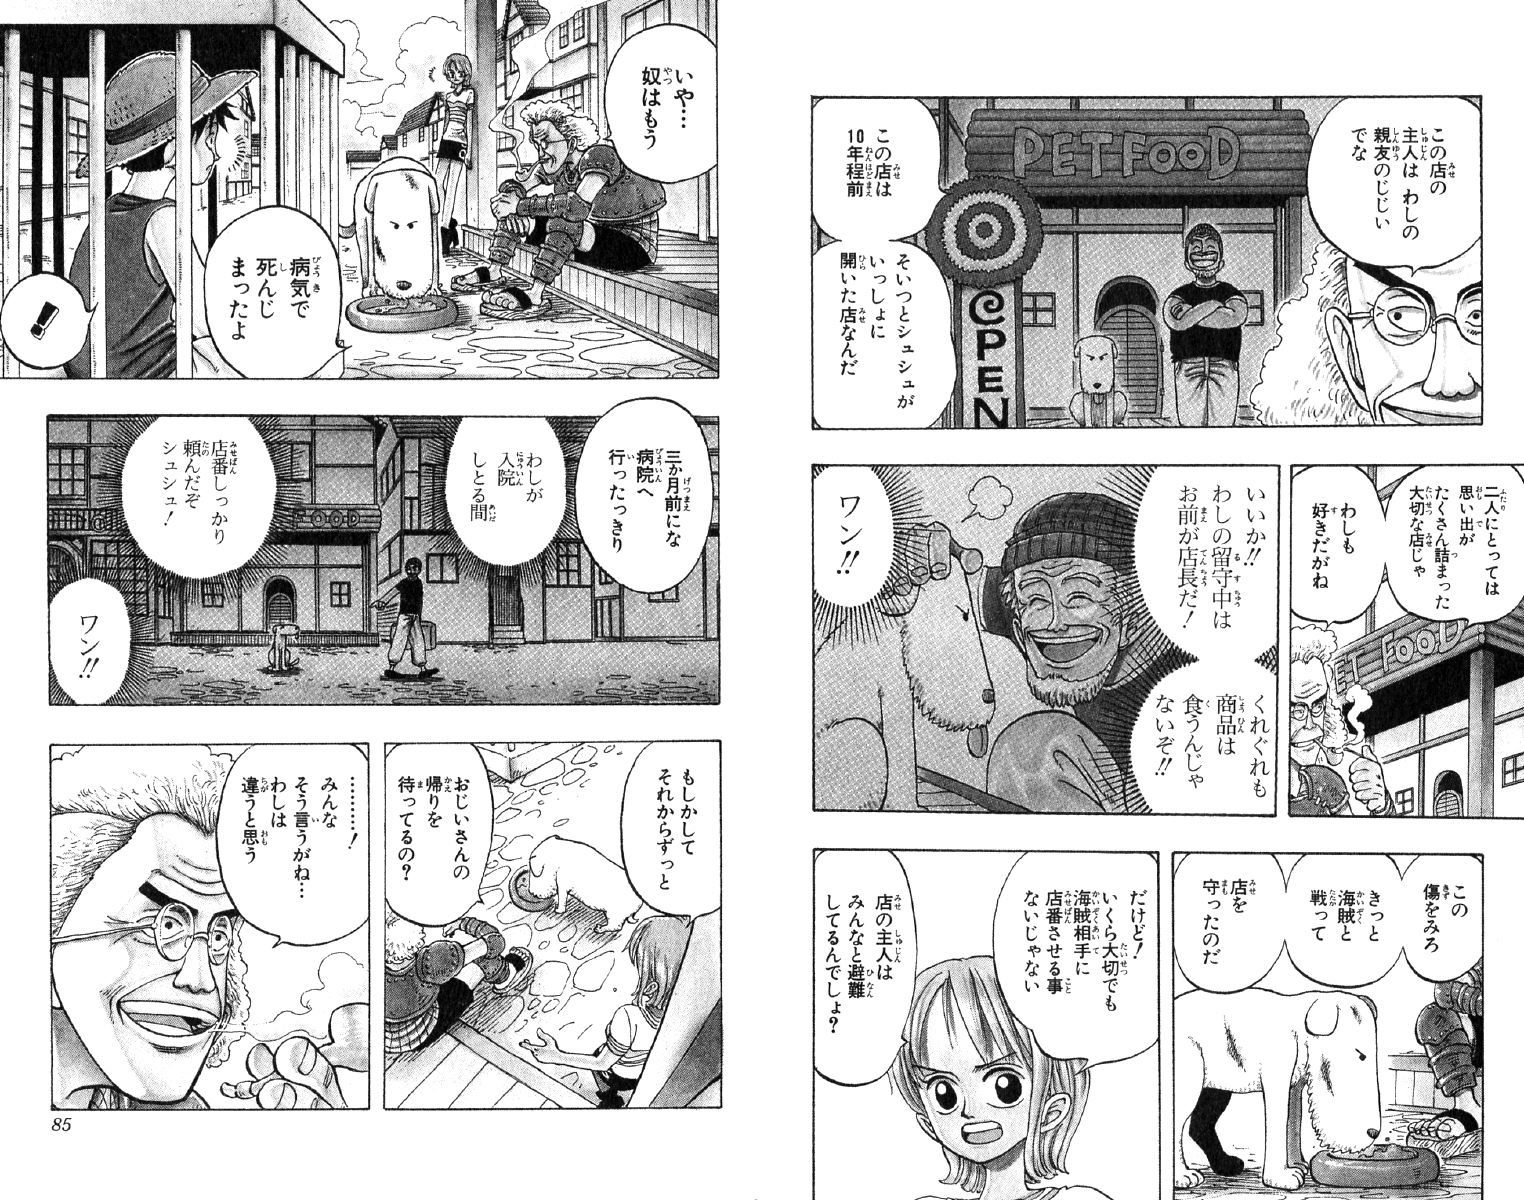 この店の
主人は わしの
親友のじじい
でな
PET FOOD
OPEN
この店は
10年程前
そいつとシュシュが
いっしょに
開いた店なんだ
二人にとっては
思い出が
たくさん詰まった
大切な店じゃ
わしも
好きだがね
PET FOOD
いいか!!
わしの留守中は
お前が店長だ!
くれぐれも
商品は
食うんじゃ
ないぞ!!
ワン!!
この
傷をみろ
きっと
海賊と
戦って
店を
守ったのだ
だけど!
いくら大切でも
海賊相手に
店番させる事
ないじゃない
店の主人は
みんなと避難
してるんでしょ?
いや…
奴はもう
病気で
死んじ
まったよ
!
三か月前にな
病院へ
行ったっきり
わしが
入院
しとる間
店番しっかり
頼んだぞ
シュシュ!
FOOD
ワン!!
もしかして
それからずっと
おじいさんの
帰りを
待ってるの?
………!
みんな
そう言うがね…
わしは
違うと思う
85